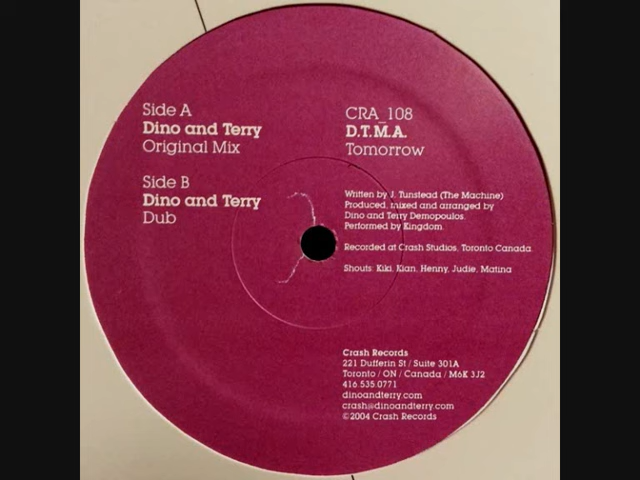 Side A
Dino and Terry
Original Mix
Side B
Dino and Terry
Dub
CRA_108
D.T.M.A.
Tomorrow
Written by J. Tunstead (The Machine)
Produced, mixed and arranged by
Dino and Terry Demopoulos.
Performed by Kingdom.
Recorded at Crash Studios, Toronto Canada.
Shouts: Kiki, Kian, Henny, Judie, Matina
Crash Records
221 Dufferin St / Suite 301A
Toronto / ON / Canada / M6K 3J2
416.535.0771
dinoandterry.com
crash@dinoandterry.com
©2004 Crash Records